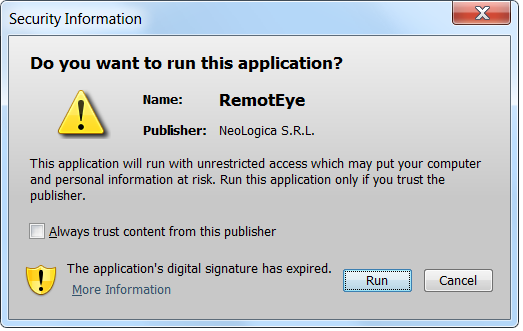 Security Information
Do you want to run this application?
Name: RemotEye
Publisher: NeoLogica S.R.L.
This application will run with unrestricted access which may put your computer
and personal information at risk. Run this application only if you trust the
publisher.
Always trust content from this publisher
The application's digital signature has expired.
More Information
Run
Cancel